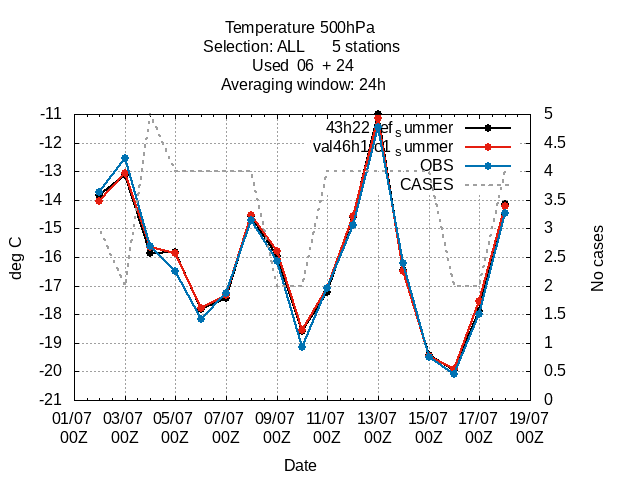 Temperature 500hPa
Selection: ALL 5 stations
Used 06 + 24
Averaging window: 24h
-11
-12
-13
-14
-15
-16
-17
-18
-19
-20
-21
deg C
5
4.5
4
3.5
3
2.5
2
1.5
1
0.5
0
No cases
43h22 ref s ummer
OBS
CASES
01/07 03/07 05/07 07/07 09/07 11/07 13/07 15/07 17/07 19/07
00Z 00Z 00Z 00Z 00Z 00Z 00Z 00Z 00Z 00Z
Date